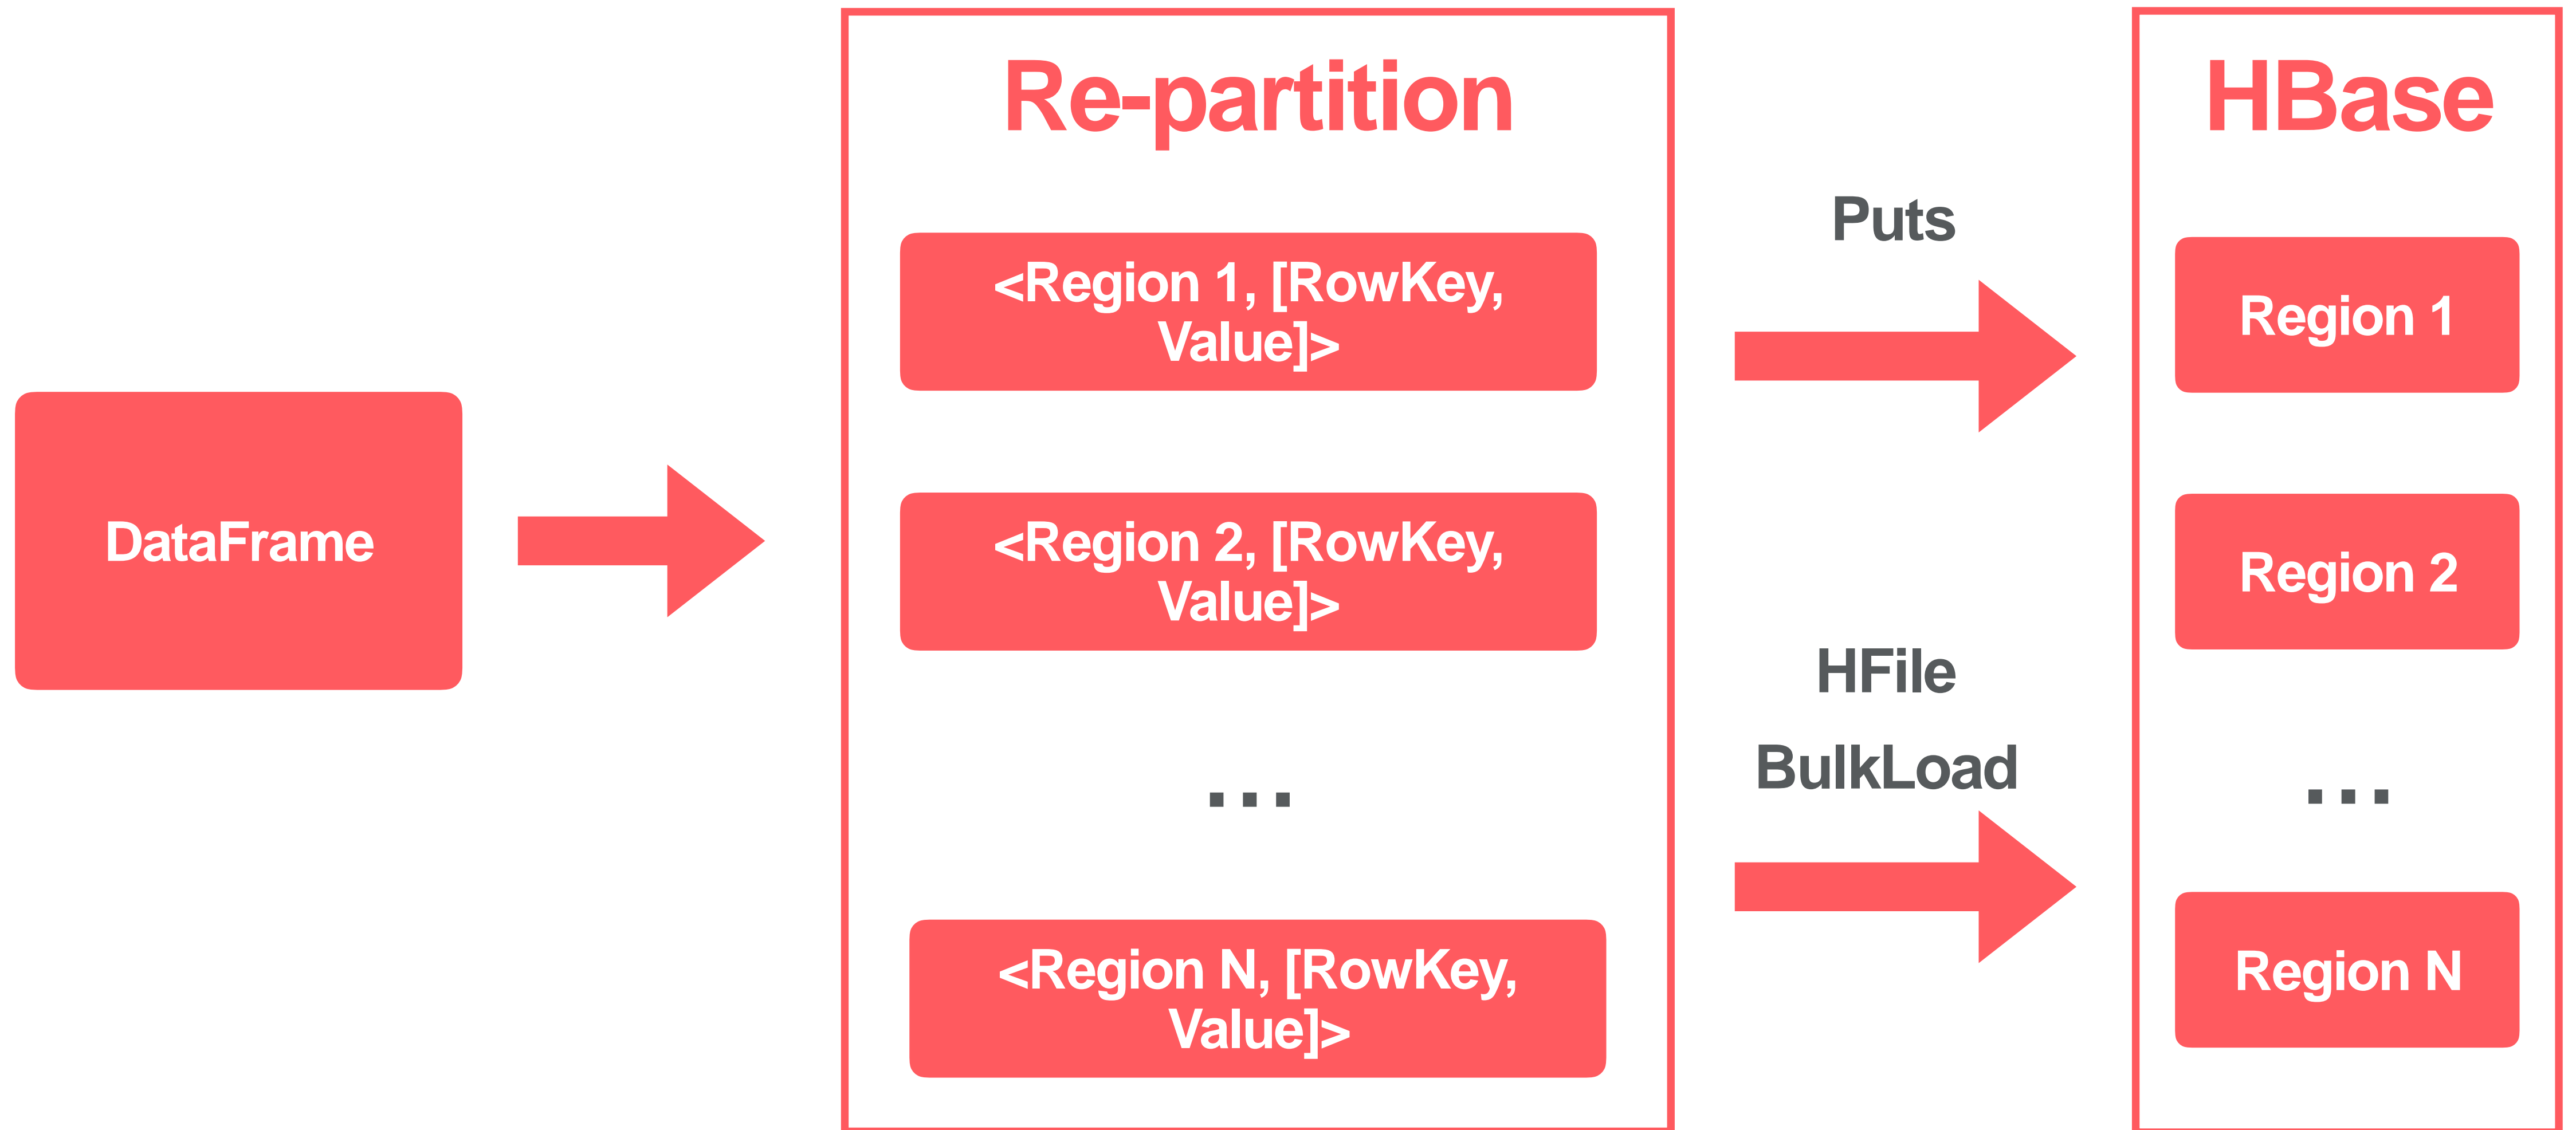 DataFrame
Re-partition
<Region 1, [RowKey,
Value]>
<Region 2, [RowKey,
Value]>
...
<Region N, [RowKey,
Value]>
Puts
HFile
BulkLoad
HBase
Region 1
Region 2
...
Region N